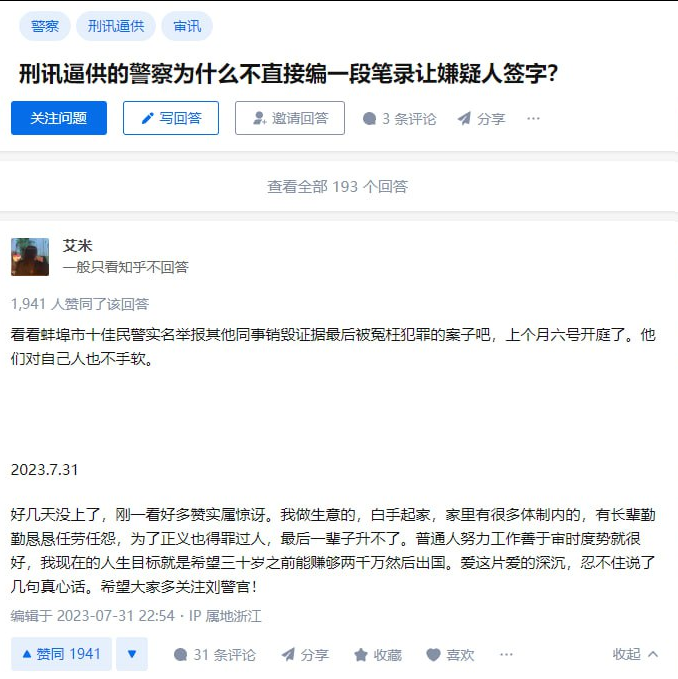 警察 刑讯逼供 审讯
刑讯逼供的警察为什么不直接编一段笔录让嫌疑人签字?
关注问题 写回答 邀请回答 3 条评论 分享 ...
查看全部 193 个回答
艾米
一般只看知乎不回答
1,941 人赞同了该回答
看看蚌埠市十佳民警实名举报其他同事销毁证据最后被冤枉犯罪的案子吧，上个月六号开庭了。他
们对自己人也不手软。
2023.7.31
好几天没上了，刚一看好多赞实属惊讶。我做生意的，白手起家，家里有很多体制内的，有长辈勤
勤恳恳任劳任怨，为了正义也得罪过人，最后一辈子升不了。普通人努力工作善于审时度势就很
好，我现在的人生目标就是希望三十岁之前能赚够两千万然后出国。爱这片爱的深沉，忍不住说了
几句真心话。希望大家多关注刘警官！
编辑于 2023-07-31 22:54 · IP 属地浙江
赞同 1941 31 条评论 分享 收藏 喜欢 ... 收起